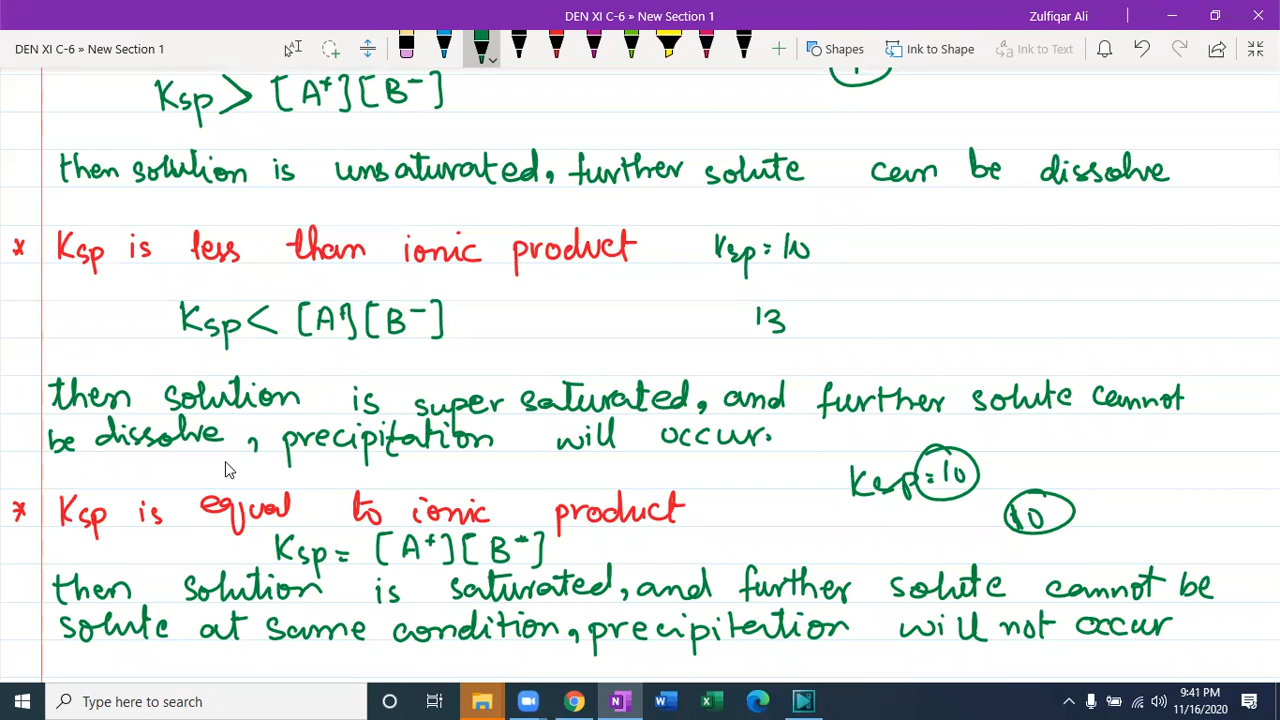 DEN XI C-6 » New Section 1
Zulfiqar Ali
DEN XI C-6 » New Section 1
Shapes
Ink to Shape
Ink to Text
Ksp > [A+][B-]
then solution is unsaturated, further solute can be dissolve
* Ksp is less than ionic product
Ksp = 10
Ksp < [A+][B-]
13
then solution is super saturated, and further solute cannot
be dissolve, precipitation will occur.
Ksp = 10
* Ksp is equal to ionic product
10
Ksp = [A+][B-]
then solution is saturated, and further solute cannot be
solute at same condition, precipitation will not occur
Type here to search
9:41 PM
11/16/2020